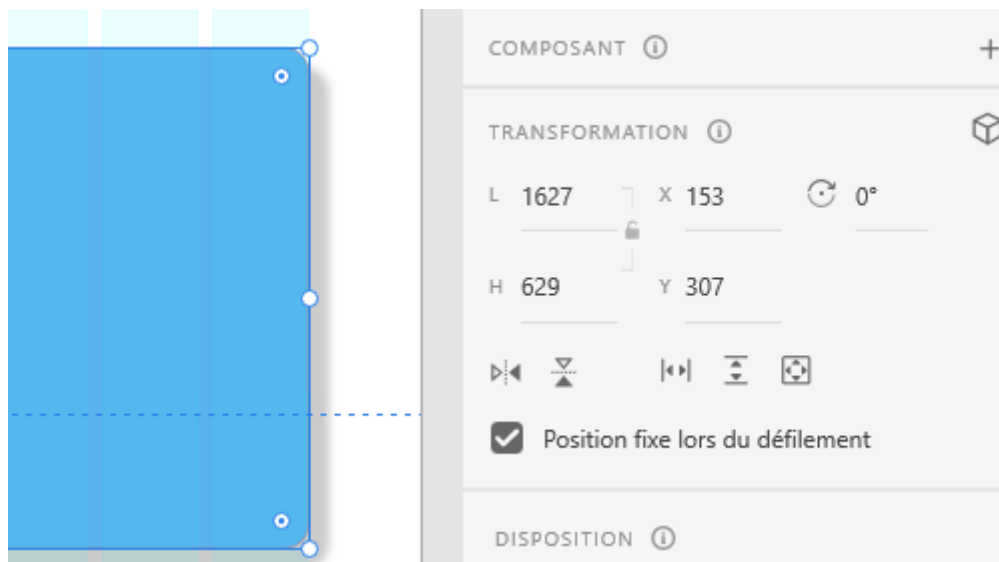 COMPOSANT
TRANSFORMATION
L 1627 X 153 0°
H 629 Y 307
Position fixe lors du défilement
DISPOSITION